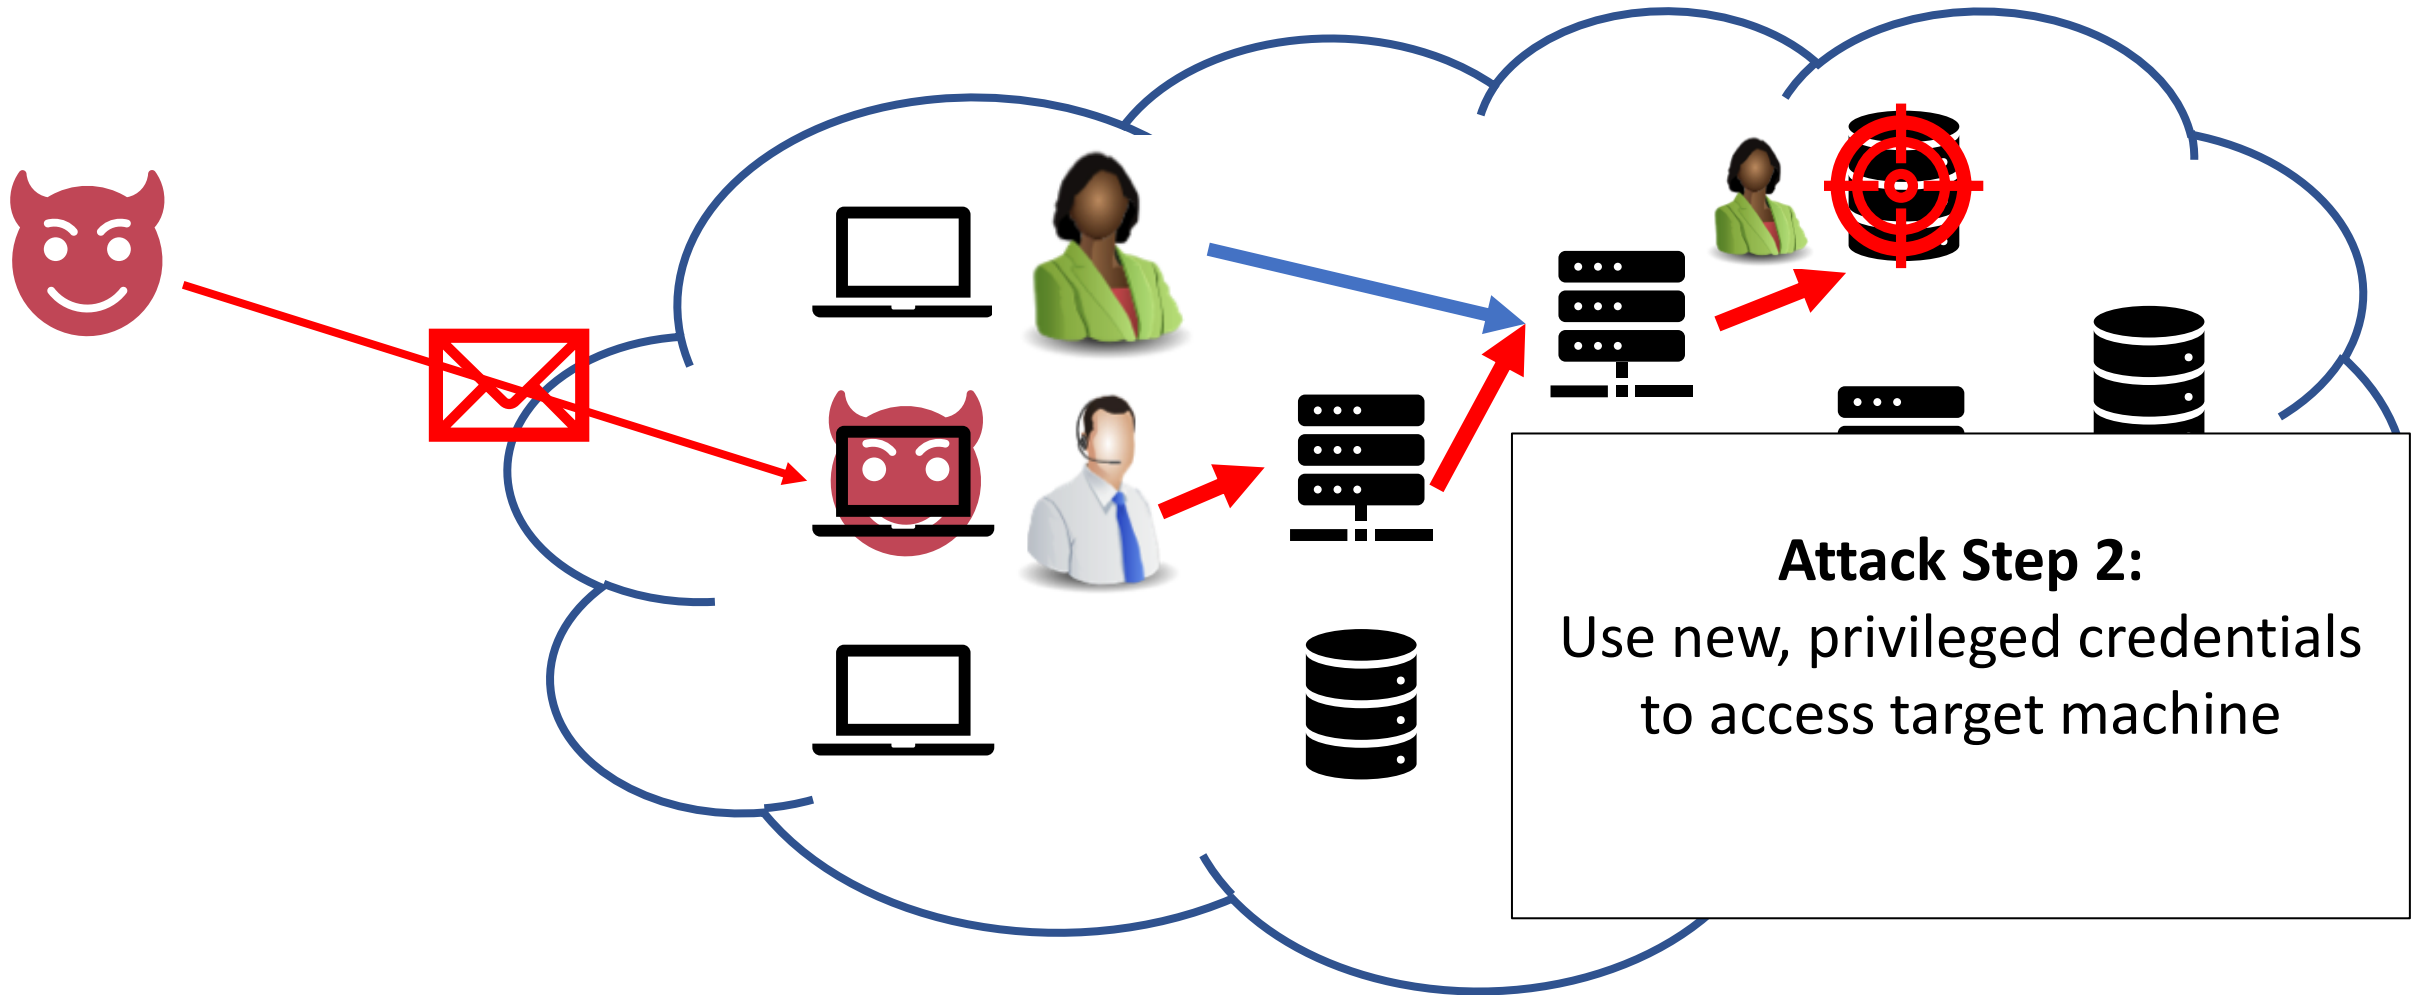 Attack Step 2:
Use new, privileged credentials
to access target machine